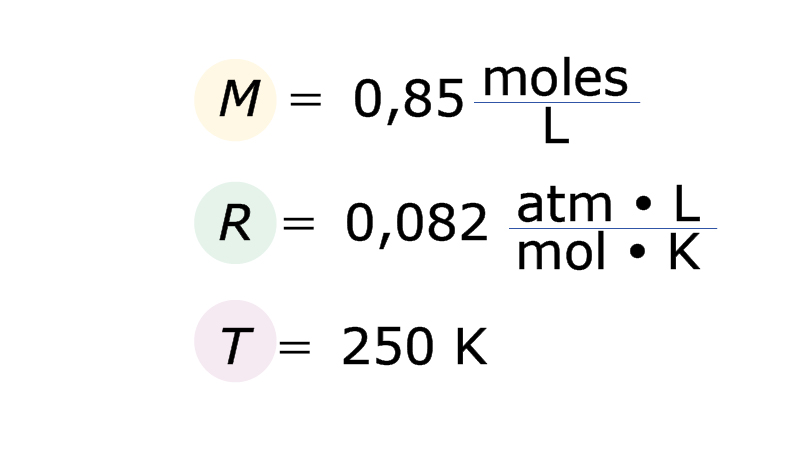 M = 0,85 moles
L
R = 0,082 atm • L
mol • K
T = 250 K